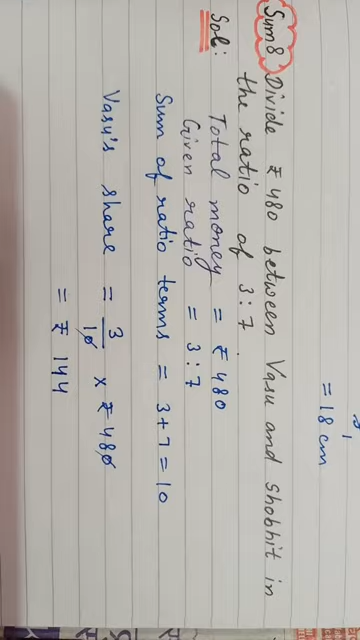 = 18 cm
Sum 8 Divide ₹ 480 between Vasu and Shobhit in
the ratio of 3 : 7.
Sol: Total money = ₹ 480
Given ratio = 3 : 7
Sum of ratio terms = 3 + 7 = 10
Vasu's share = 3/10 × ₹ 480
= ₹ 144